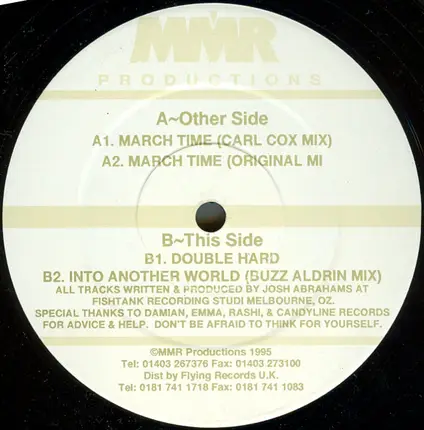 MMR
PRODUCTIONS
A~Other Side
A1. MARCH TIME (CARL COX MIX)
A2. MARCH TIME (ORIGINAL MI
B~This Side
B1. DOUBLE HARD
B2. INTO ANOTHER WORLD (BUZZ ALDRIN MIX)
ALL TRACKS WRITTEN & PRODUCED BY JOSH ABRAHAMS AT
FISHTANK RECORDING STUDI MELBOURNE, OZ.
SPECIAL THANKS TO DAMIAN, EMMA, RASHI, & CANDYLINE RECORDS
FOR ADVICE & HELP. DON'T BE AFRAID TO THINK FOR YOURSELF.
©MMR Productions 1995
Tel: 01403 267376 Fax: 01403 273100
Dist by Flying Records U.K.
Tel: 0181 741 1718 Fax: 0181 741 1083